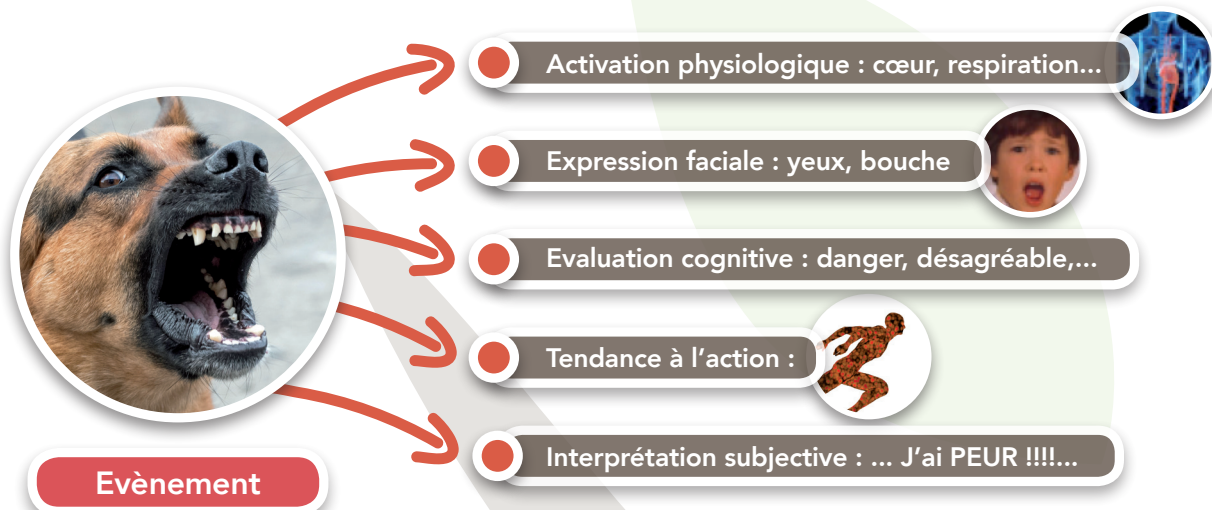 Activation physiologique : cœur, respiration...
Expression faciale : yeux, bouche
Evaluation cognitive : danger, désagréable,...
Tendance à l’action :
Interprétation subjective : ... J’ai PEUR !!!!...
Evènement